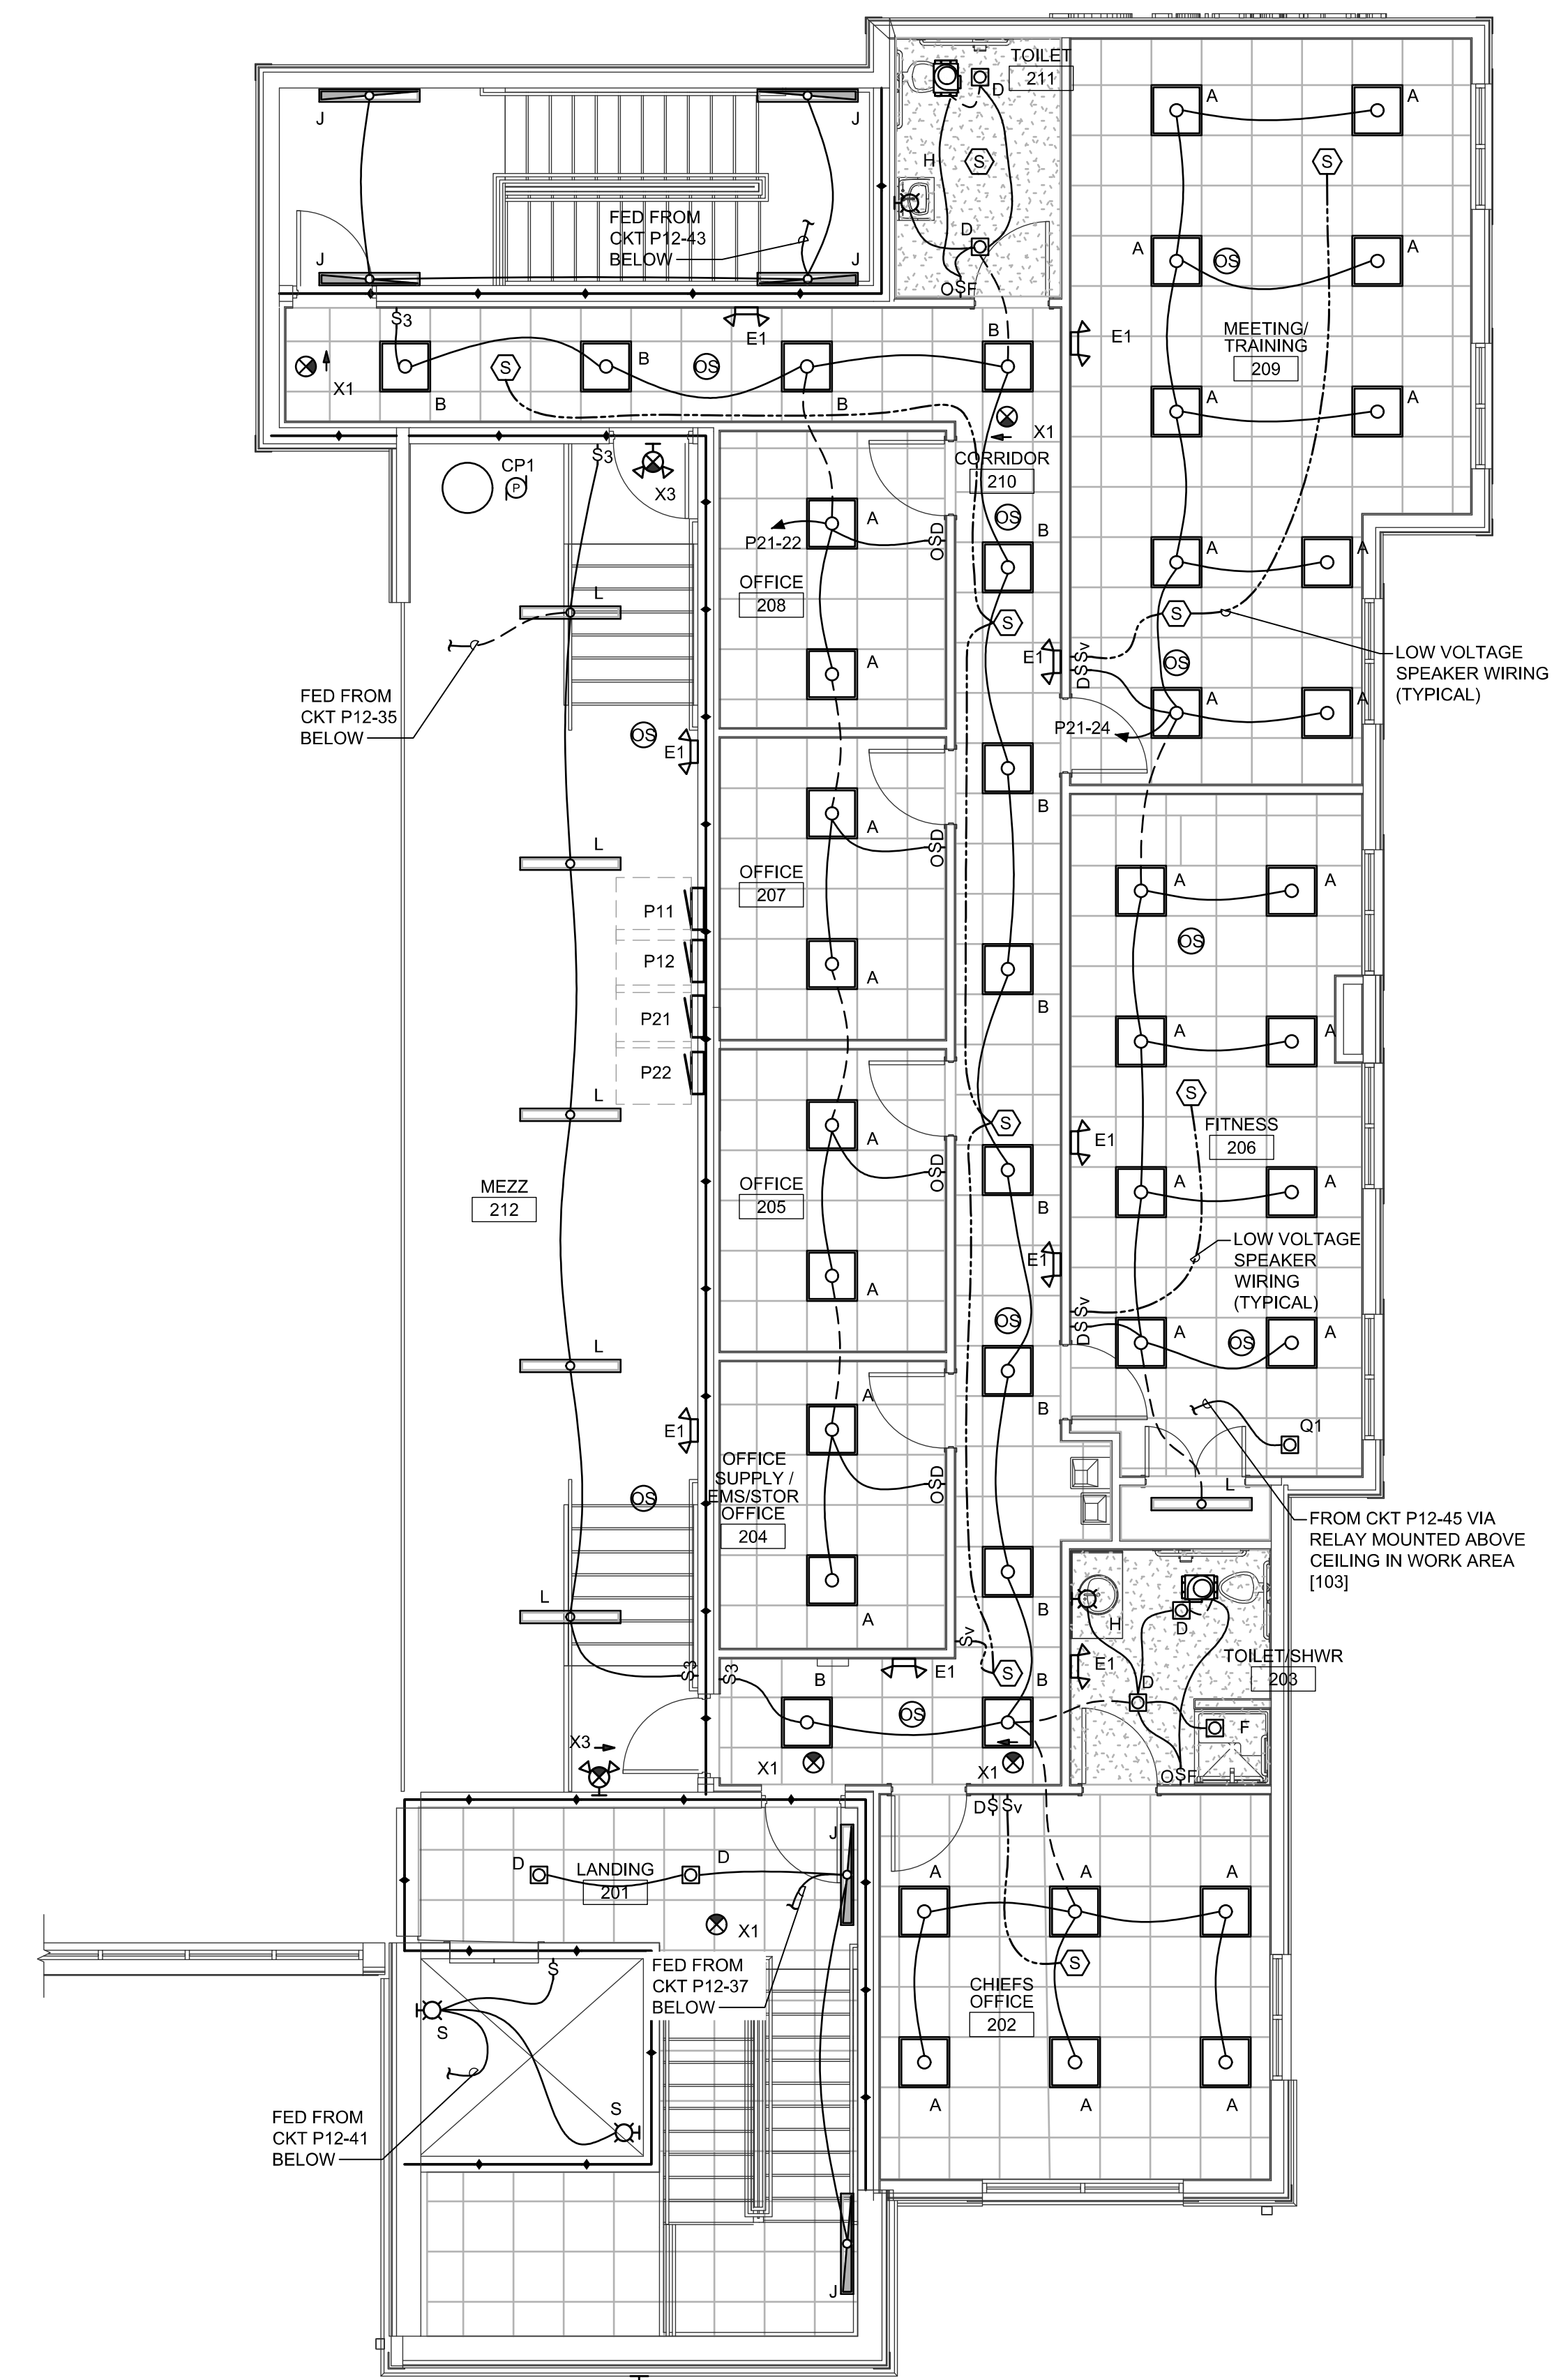 TOILET
211
D
A
A
J
J
H
S
S
FED FROM
CKT P12-43
BELOW
D
A
OS
A
J
J
OSF
S3
E1
B
E1
MEETING/
TRAINING
209
B
S
OS
X1
B
B
A
A
X1
CORRIDOR
210
S3
CP1
P
X3
A
OS
B
P21-22
OSD
A
A
OFFICE
208
L
S
S
LOW VOLTAGE
SPEAKER WIRING
(TYPICAL)
A
E1
Sv
DS
OS
A
A
FED FROM
CKT P12-35
BELOW
OS
E1
P21-24
B
A
OSD
L
OFFICE
207
A
A
P11
P12
P21
P22
A
OS
B
A
A
L
S
S
A
OSD
FITNESS
206
E1
OFFICE
205
MEZZ
212
A
A
B
E1
LOW VOLTAGE
SPEAKER
WIRING
(TYPICAL)
A
Sv
DS
OS
A
OS
A
L
A
B
E1
Q1
OFFICE
SUPPLY /
EMS/STOR
OFFICE
204
OSD
OS
L
FROM CKT P12-45 VIA
RELAY MOUNTED ABOVE
CEILING IN WORK AREA
[103]
L
A
B
H
D
Sv
S
E1
TOILET/SHWR
203
S3
S3
B
E1
B
D
OS
F
X3
X1
X1
OSF
DS
Sv
J
D
D
LANDING
201
X1
A
A
A
S
FED FROM
CKT P12-37
BELOW
S
CHIEFS
OFFICE
202
S
S
FED FROM
CKT P12-41
BELOW
A
A
A
J